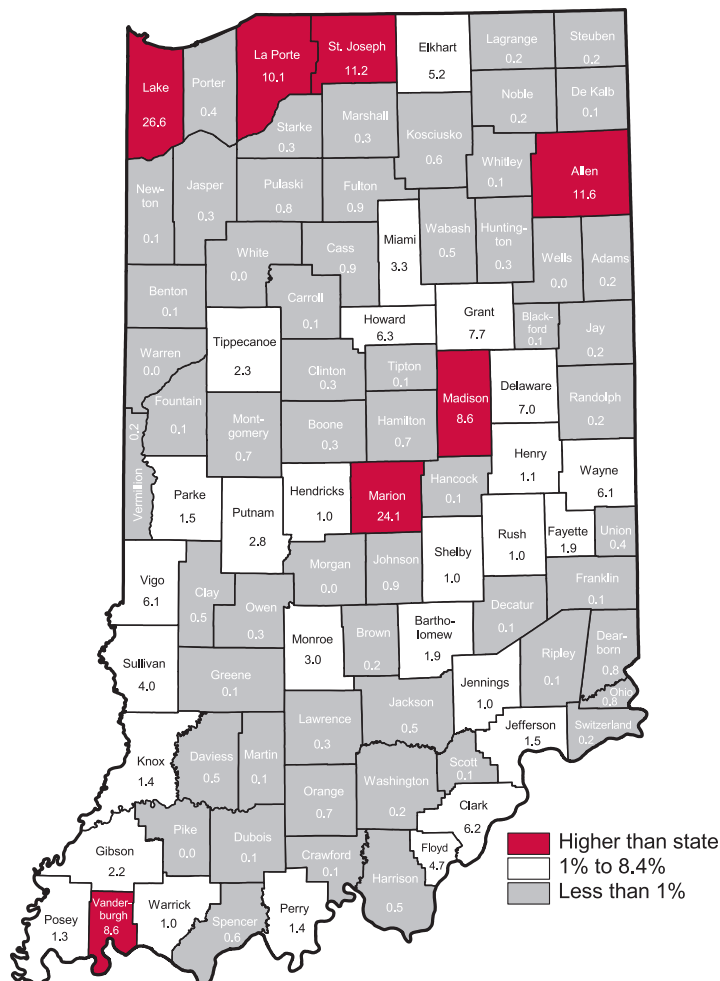 Lake
26.6
Porter
0.4
La Porte
10.1
St. Joseph
11.2
Elkhart
5.2
Lagrange
0.2
Steuben
0.2
Noble
0.2
De Kalb
0.1
Starke
0.3
Marshall
0.3
Kosciusko
0.6
Whitley
0.1
Allen
11.6
New-
ton
0.1
Jasper
0.3
Pulaski
0.8
Fulton
0.9
Miami
3.3
Wabash
0.5
Hunting-
ton
0.3
Wells
0.0
Adams
0.2
White
0.0
Cass
0.9
Benton
0.1
Carroll
0.1
Howard
6.3
Grant
7.7
Black-
ford
0.1
Jay
0.2
Warren
0.0
Tippecanoe
2.3
Clinton
0.3
Tipton
0.1
Madison
8.6
Delaware
7.0
Randolph
0.2
Fountain
0.1
Mont-
gomery
0.7
Boone
0.3
Hamilton
0.7
Vermillion
0.2
Parke
1.5
Putnam
2.8
Hendricks
1.0
Marion
24.1
Hancock
0.1
Henry
1.1
Wayne
6.1
Vigo
6.1
Clay
0.5
Owen
0.3
Morgan
0.0
Johnson
0.9
Shelby
1.0
Rush
1.0
Fayette
1.9
Union
0.4
Franklin
0.1
Sullivan
4.0
Greene
0.1
Monroe
3.0
Brown
0.2
Bartho-
lomew
1.9
Decatur
0.1
Ripley
0.1
Dear-
born
0.8
Ohio
0.8
Jennings
1.0
Jackson
0.5
Lawrence
0.3
Jefferson
1.5
Switzerland
0.2
Knox
1.4
Daviess
0.5
Martin
0.1
Orange
0.7
Washington
0.2
Scott
0.1
Clark
6.2
Floyd
4.7
Gibson
2.2
Pike
0.0
Dubois
0.1
Crawford
0.1
Harrison
0.5
Posey
1.3
Vander-
burgh
8.6
Warrick
1.0
Spencer
0.6
Perry
1.4
Higher than state
1% to 8.4%
Less than 1%